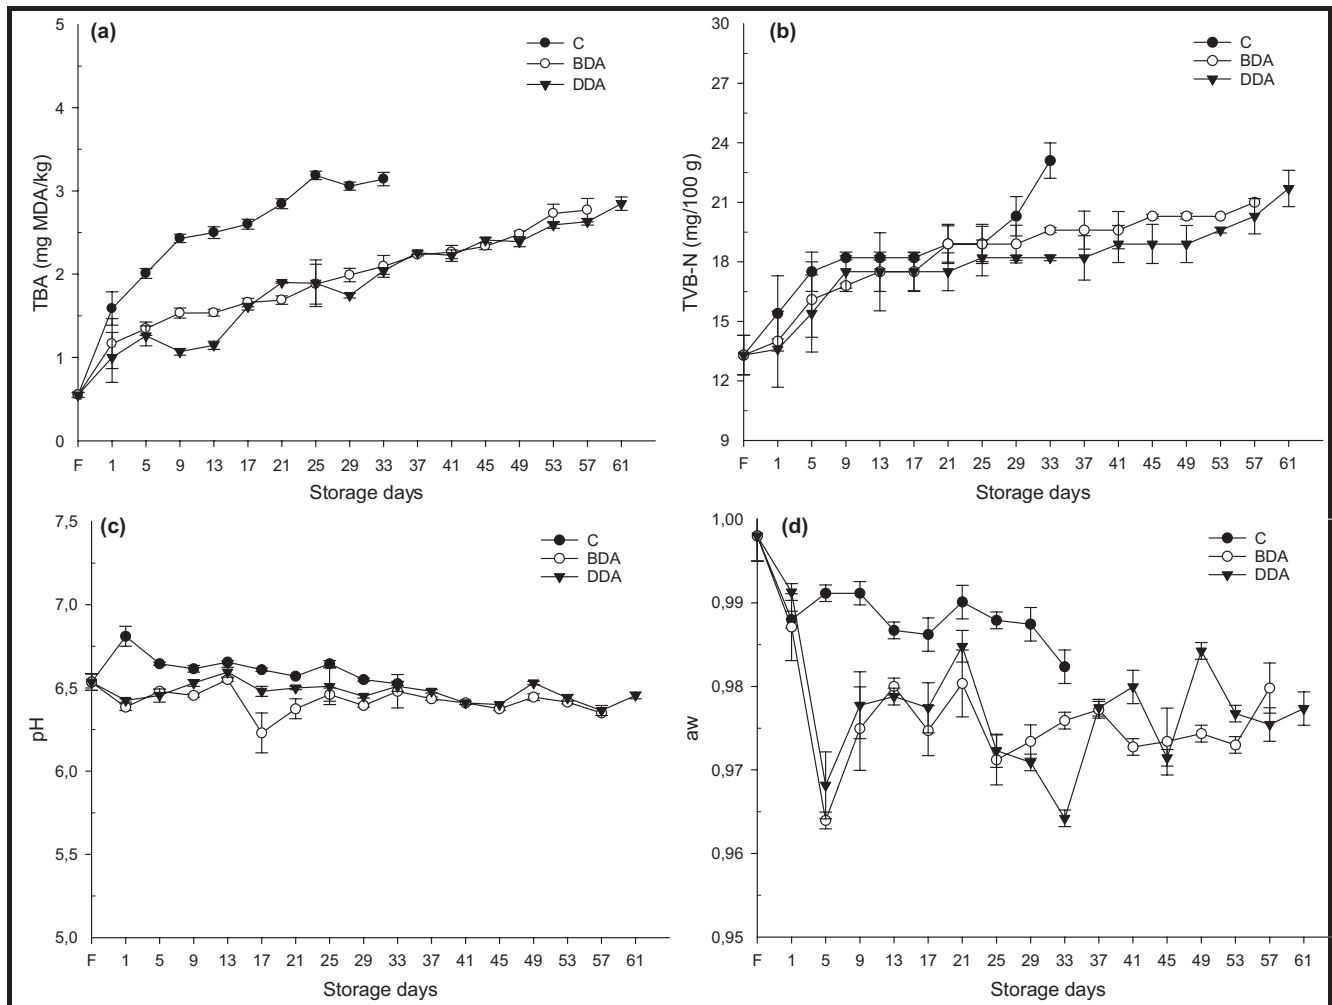 (a)
C
BDA
DDA
TBA (mg MDA/kg)
5
4
3
2
1
0
F 1 5 9 13 17 21 25 29 33 37 41 45 49 53 57 61
Storage days
(b)
C
BDA
DDA
TVB-N (mg/100 g)
30
27
24
21
18
15
12
9
F 1 5 9 13 17 21 25 29 33 37 41 45 49 53 57 61
Storage days
(c)
C
BDA
DDA
pH
7,5
7,0
6,5
6,0
5,5
5,0
F 1 5 9 13 17 21 25 29 33 37 41 45 49 53 57 61
Storage days
(d)
C
BDA
DDA
aw
1,00
0,99
0,98
0,97
0,96
0,95
F 1 5 9 13 17 21 25 29 33 37 41 45 49 53 57 61
Storage days